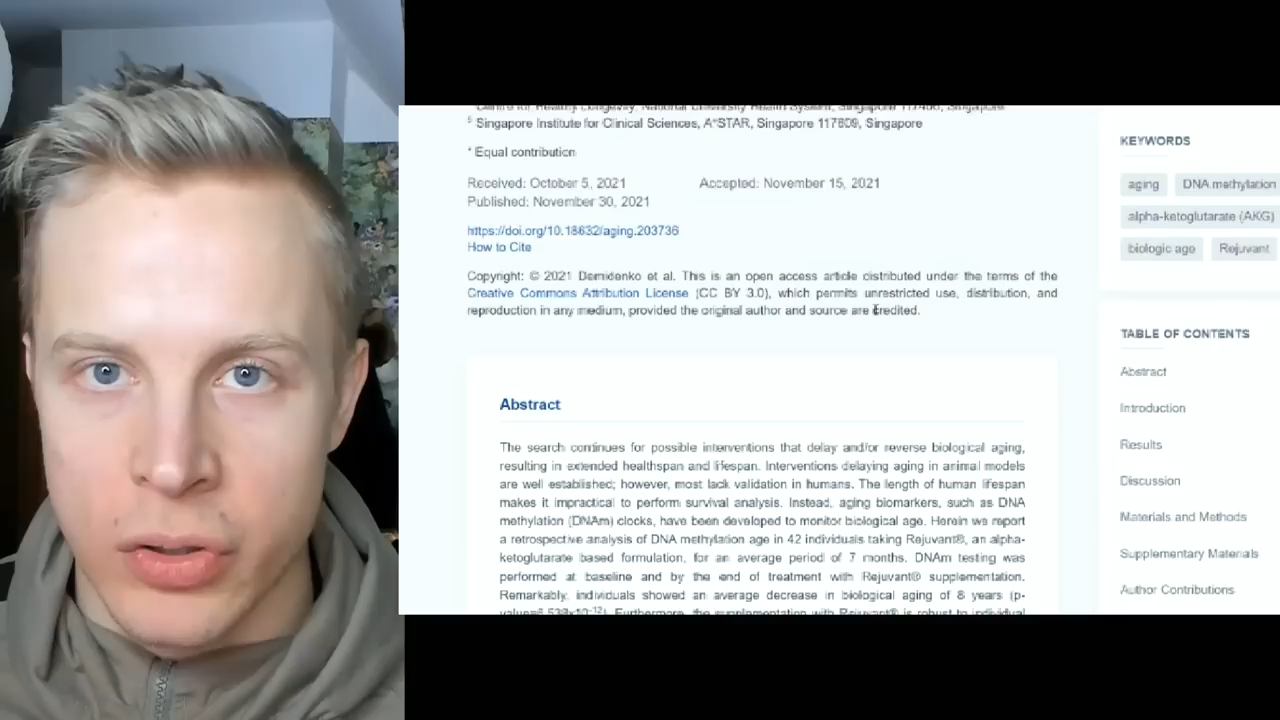 ⁵ Singapore Institute for Clinical Sciences, A*STAR, Singapore 117609, Singapore
* Equal contribution
Received: October 5, 2021 Accepted: November 15, 2021
Published: November 30, 2021
https://doi.org/10.18632/aging.203736
How to Cite
Copyright: © 2021 Demidenko et al. This is an open access article distributed under the terms of the
Creative Commons Attribution License (CC BY 3.0), which permits unrestricted use, distribution, and
reproduction in any medium, provided the original author and source are credited.
Abstract
The search continues for possible interventions that delay and/or reverse biological aging,
resulting in extended healthspan and lifespan. Interventions delaying aging in animal models
are well established; however, most lack validation in humans. The length of human lifespan
makes it impractical to perform survival analysis. Instead, aging biomarkers, such as DNA
methylation (DNAm) clocks, have been developed to monitor biological age. Herein we report
a retrospective analysis of DNA methylation age in 42 individuals taking Rejuvant®, an alpha-
ketoglutarate based formulation, for an average period of 7 months. DNAm testing was
performed at baseline and by the end of treatment with Rejuvant® supplementation.
Remarkably, individuals showed an average decrease in biological aging of 8 years (p-
KEYWORDS
aging DNA methylation
alpha-ketoglutarate (AKG)
biologic age Rejuvant
TABLE OF CONTENTS
Abstract
Introduction
Results
Discussion
Materials and Methods
Supplementary Materials
Author Contributions